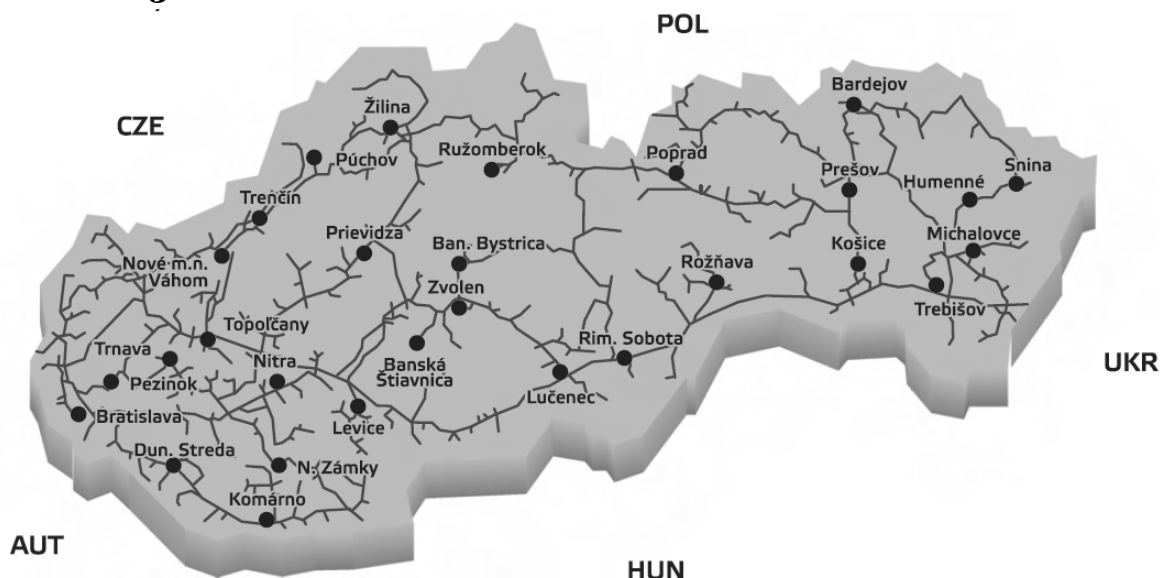 POL
Bardejov
Žilina
CZE
Púchov
Ružomberok
Poprad
Prešov
Snina
Humenné
Trenčín
Prievidza
Ban. Bystrica
Košice
Michalovce
Nové m.n.
Váhom
Rožňava
Zvolen
Trebišov
Topoľčany
Rim. Sobota
Trnava
Nitra
Banská
Štiavnica
UKR
Pezinok
Lučenec
Bratislava
Levice
Dun. Streda
N. Zámky
Komárno
AUT
HUN